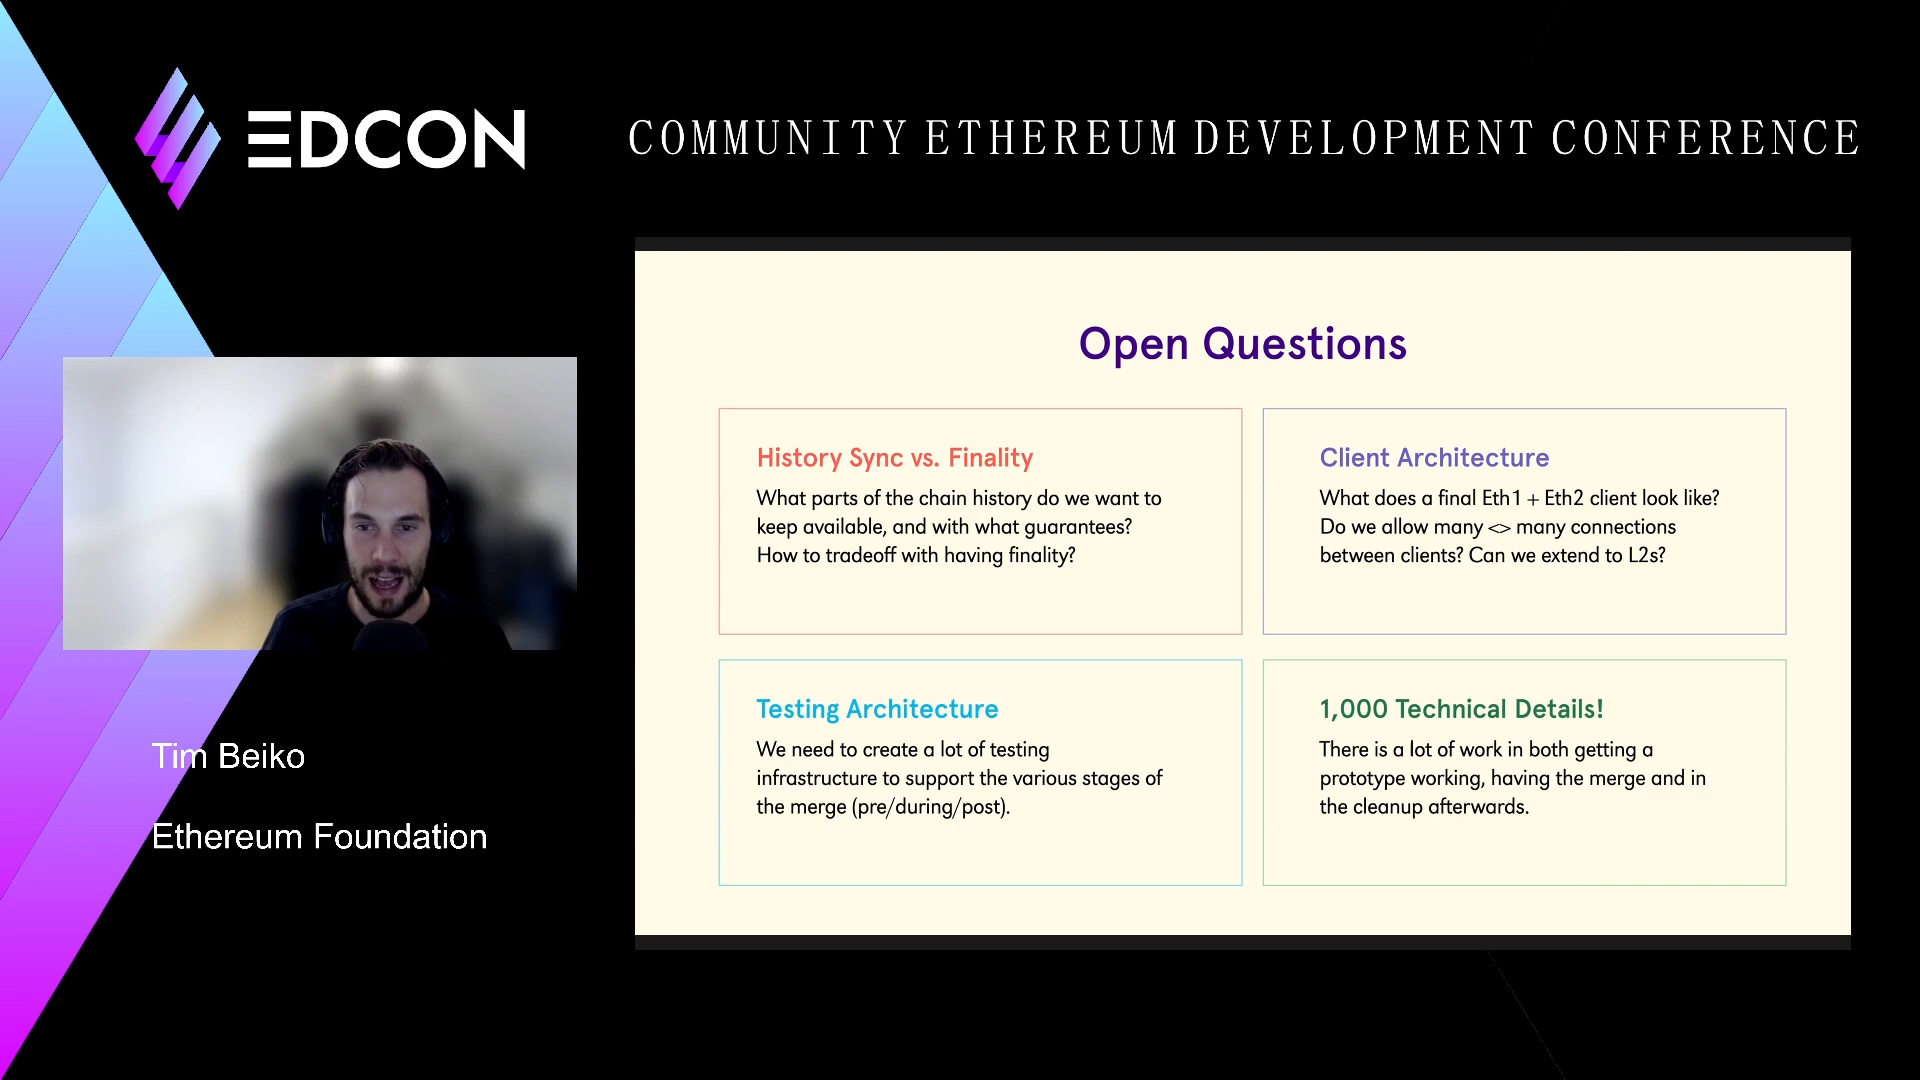 EDCON
COMMUNITY ETHEREUM DEVELOPMENT CONFERENCE
Open Questions
History Sync vs. Finality
What parts of the chain history do we want to
keep available, and with what guarantees?
How to tradeoff with having finality?
Client Architecture
What does a final Eth1 + Eth2 client look like?
Do we allow many <> many connections
between clients? Can we extend to L2s?
Testing Architecture
We need to create a lot of testing
infrastructure to support the various stages of
the merge (pre/during/post).
1,000 Technical Details!
There is a lot of work in both getting a
prototype working, having the merge and in
the cleanup afterwards.
Tim Beiko
Ethereum Foundation